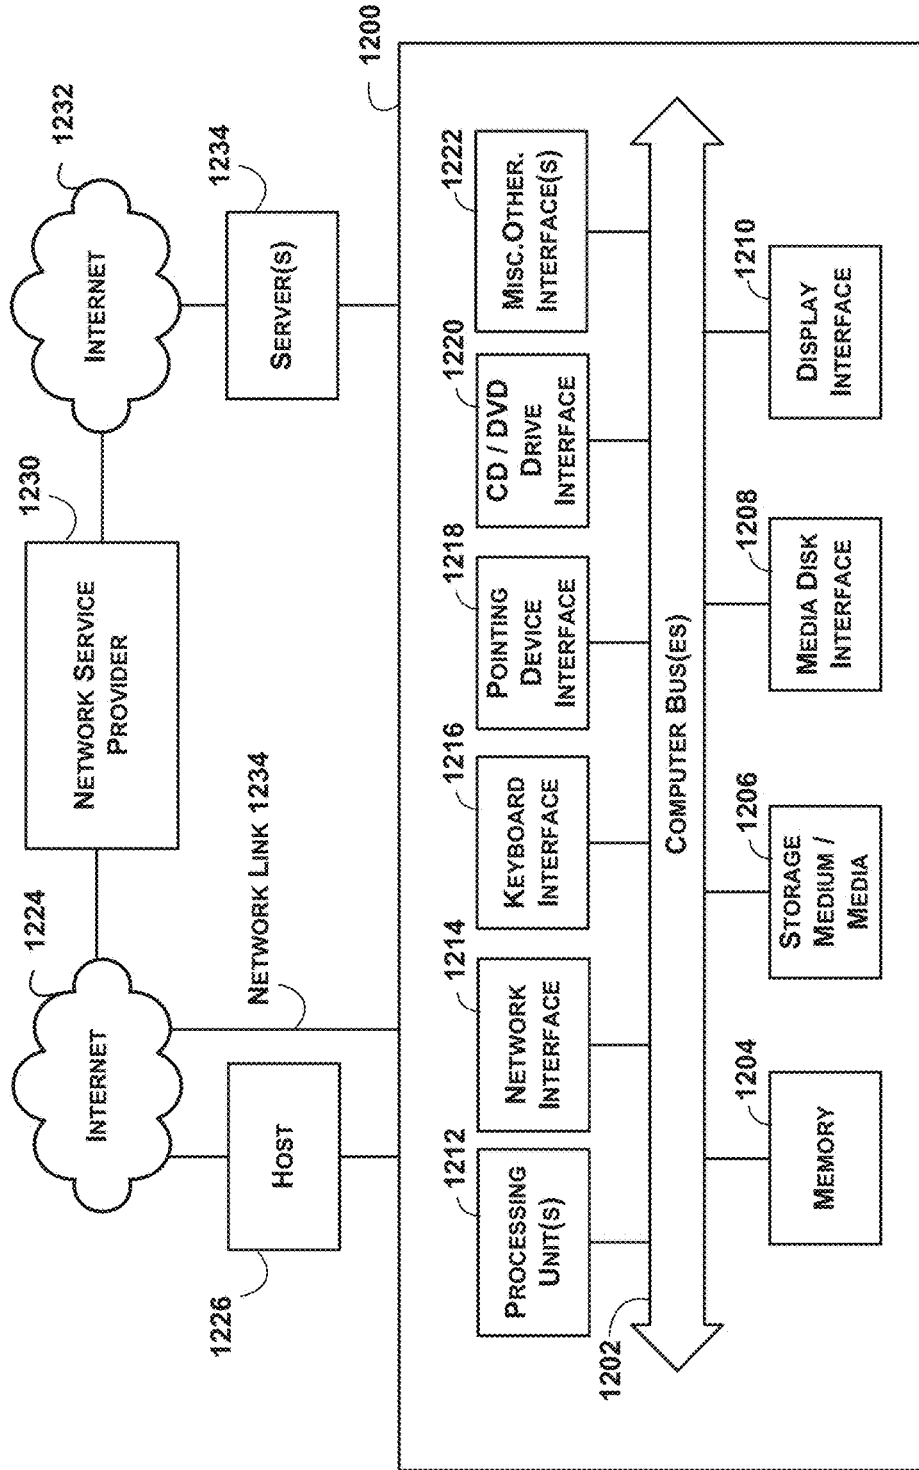 1224
INTERNET
1230
NETWORK SERVICE
PROVIDER
INTERNET
1232
1226
HOST
NETWORK LINK 1234
SERVER(S)
1234
1200
1212
PROCESSING
UNIT(S)
1214
NETWORK
INTERFACE
1216
KEYBOARD
INTERFACE
1218
POINTING
DEVICE
INTERFACE
1220
CD / DVD
DRIVE
INTERFACE
1222
MISC.OTHER.
INTERFACE(S)
1202
COMPUTER BUS(ES)
1204
MEMORY
1206
STORAGE
MEDIUM /
MEDIA
1208
MEDIA DISK
INTERFACE
1210
DISPLAY
INTERFACE